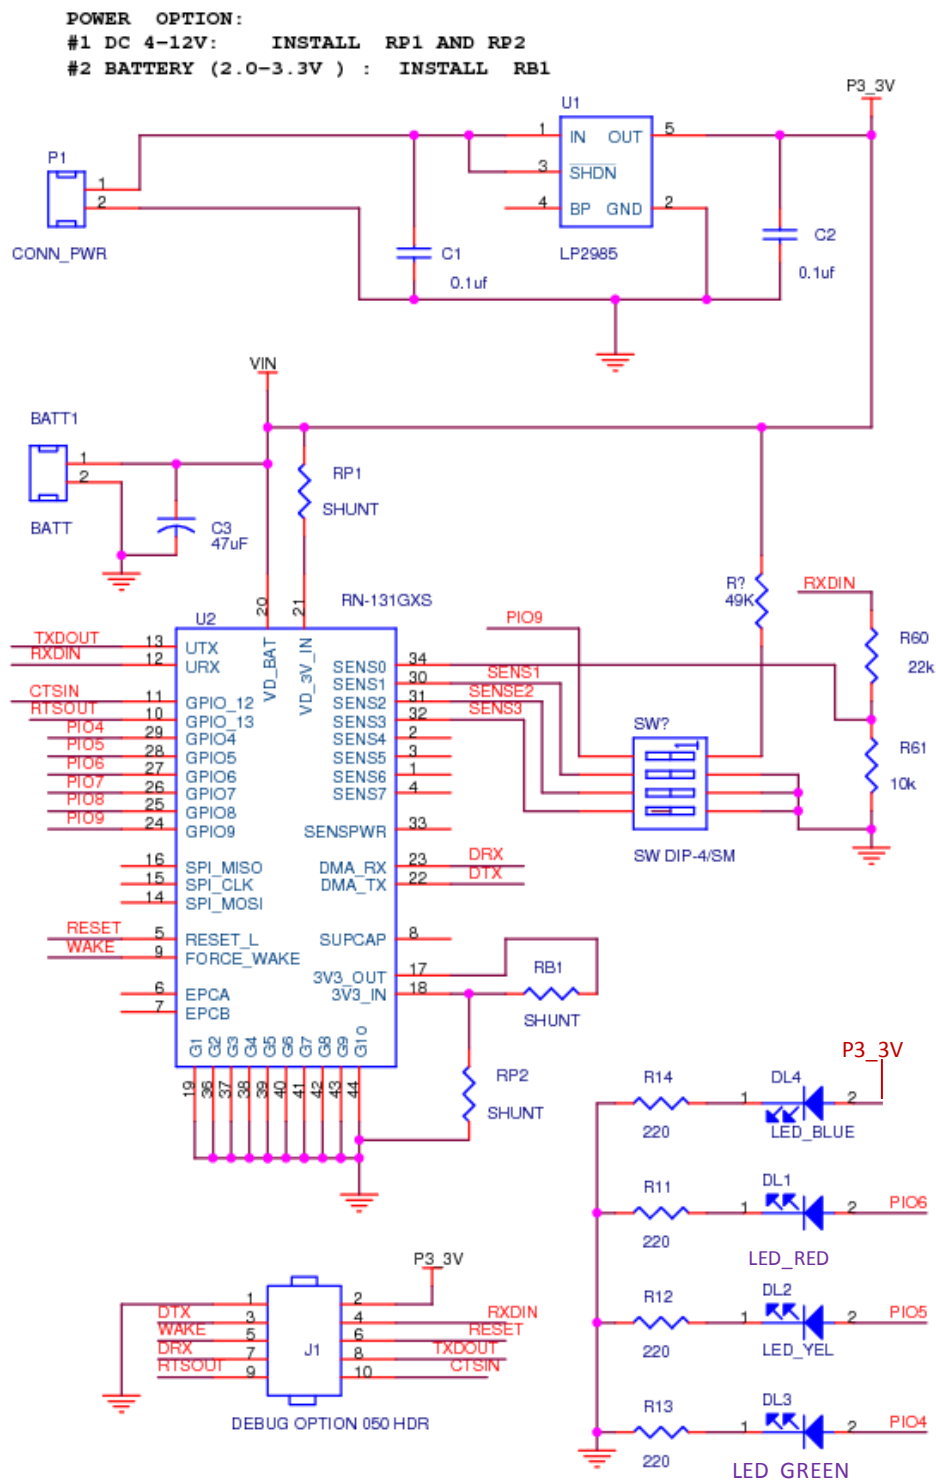 POWER OPTION:
#1 DC 4-12V: INSTALL RP1 AND RP2
#2 BATTERY (2.0-3.3V ) : INSTALL RB1
P3_3V
U1
1 IN OUT 5
P1
1
3 SHDN
2
4 BP GND 2
C1
C2
CONN_PWR
LP2985
0.1uf
0.1uf
VIN
BATT1
1
2
RP1
SHUNT
BATT
C3
47uF
R?
49K
RXDIN
20
21
RN-131GXS
U2
PIO9
VD_BAT
VD_3V_IN
TXDOUT 13 UTX
RXDIN 12 URX
CTSIN 11 GPIO_12
RTSOUT 10 GPIO_13
PIO4 29 GPIO4
PIO5 28 GPIO5
PIO6 27 GPIO6
PIO7 26 GPIO7
PIO8 25 GPIO8
PIO9 24 GPIO9
16 SPI_MISO
15 SPI_CLK
14 SPI_MOSI
RESET 5 RESET_L
WAKE 9 FORCE_WAKE
6 EPCA
7 EPCB
SENS0 34
SENS1 30 SENS1
SENS2 31 SENSE2
SENS3 32 SENS3
SENS4 2
SENS5 3
SENS6 1
SENS7 4
SENSPWR 33
DMA_RX 23 DRX
DMA_TX 22 DTX
SUPCAP 8
3V3_OUT 17
3V3_IN 18
R60
22k
SW?
1
R61
10k
SW DIP-4/SM
RB1
SHUNT
G1 G2 G3 G4 G5 G6 G7 G8 G9 G10
19 36 37 38 39 40 41 42 43 44
RP2
SHUNT
P3_3V
R14 DL4
1 2
220 LED_BLUE
R11 DL1
1 2 PIO6
220
LED_RED
R12 DL2
1 2 PIO5
220 LED_YEL
R13 DL3
1 2 PIO4
220
LED_GREEN
P3_3V
1 2
DTX 3 4 RXDIN
WAKE 5 6 RESET
DRX 7 8 TXDOUT
RTSOUT 9 10 CTSIN
J1
DEBUG OPTION 050 HDR